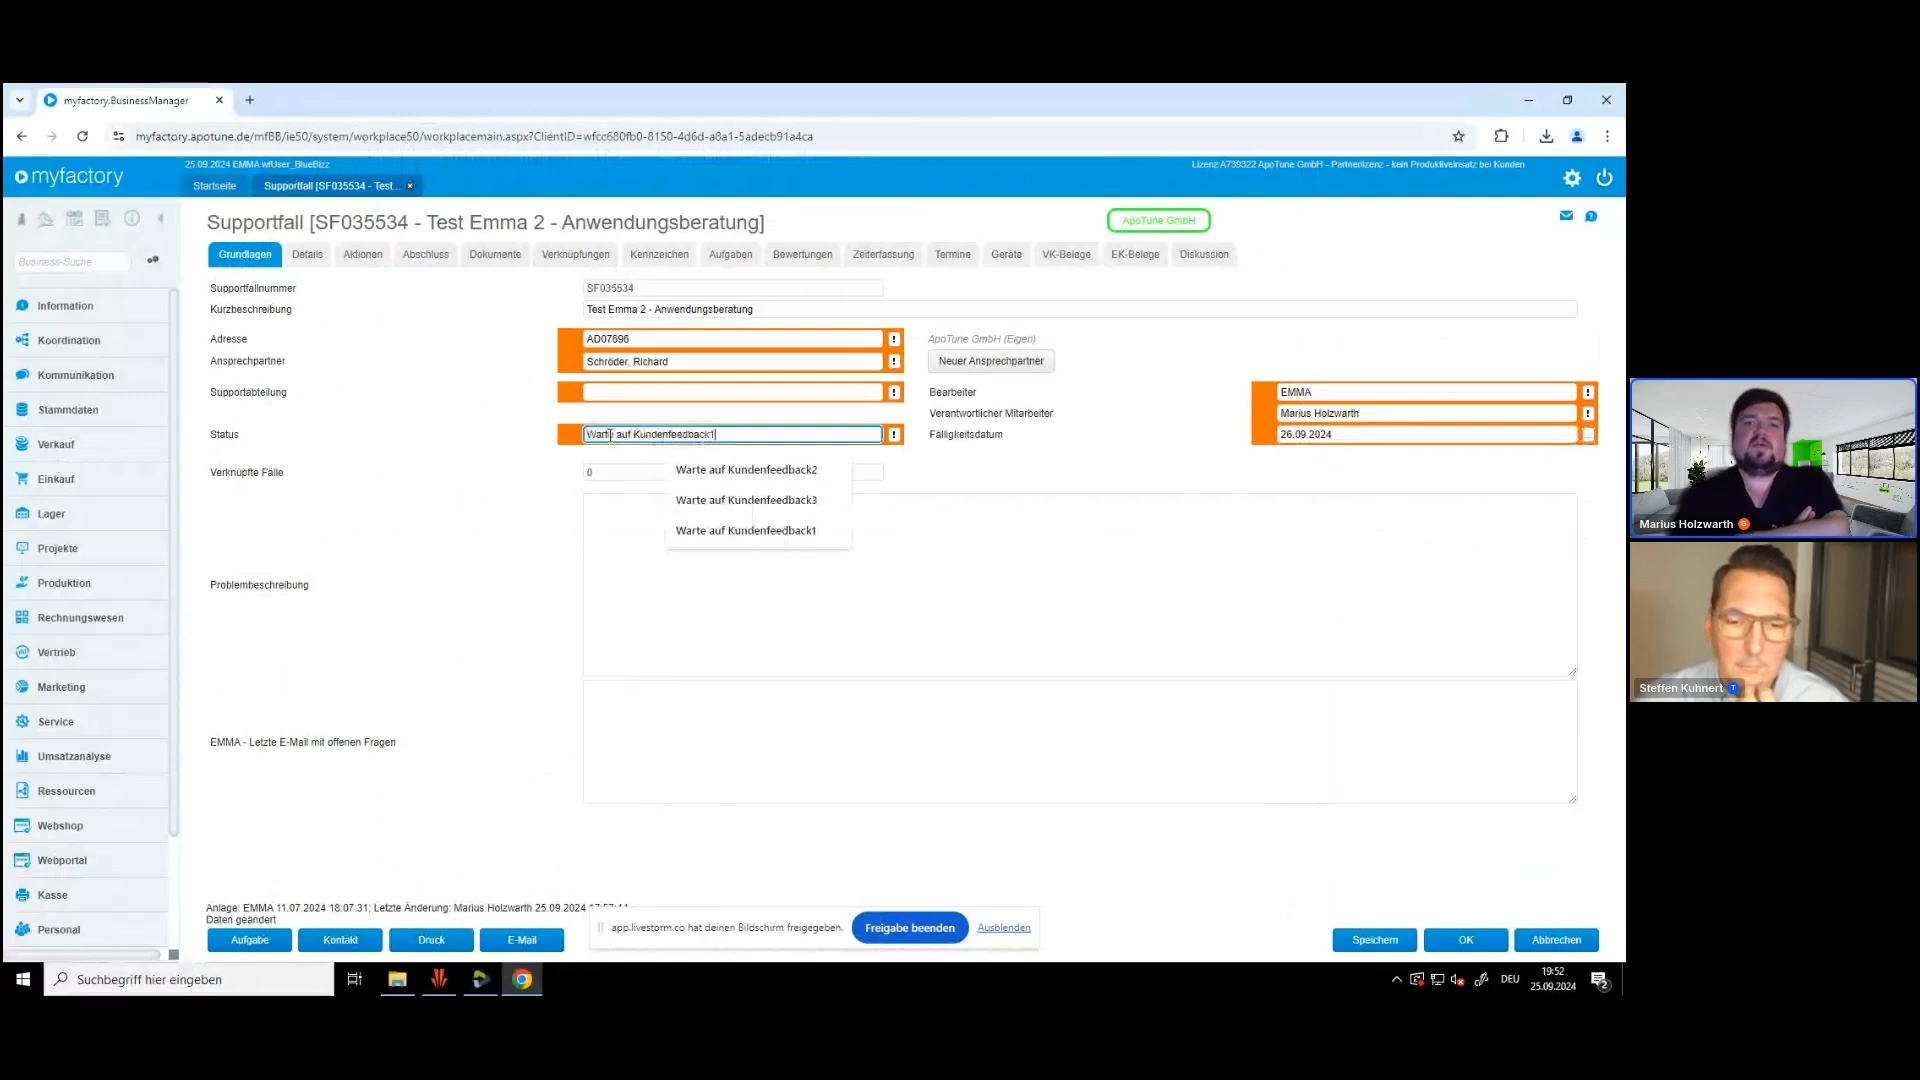 myfactory.BusinessManager
myfactory.apotune.de/mfBB/ie50/system/workplace50/workplacemain.aspx?ClientID=wfcc680fb0-8150-4d6d-a8a1-5adecb91a4ca
25.09.2024 EMMA wfUser_BlueBizz
Lizenz A739322 ApoTune GmbH - Partnerlizenz - kein Produktiveinsatz bei Kunden
myfactory
Startseite
Supportfall [SF035534 - Test...
Supportfall [SF035534 - Test Emma 2 - Anwendungsberatung]
ApoTune GmbH
Grundlagen Details Aktionen Abschluss Dokumente Verknüpfungen Kennzeichen Aufgaben Bewertungen Zeiterfassung Termine Geräte VK-Belege EK-Belege Diskussion
Business-Suche
Information
Koordination
Kommunikation
Stammdaten
Verkauf
Einkauf
Lager
Projekte
Produktion
Rechnungswesen
Vertrieb
Marketing
Service
Umsatzanalyse
Ressourcen
Webshop
Webportal
Kasse
Personal
Supportfallnummer SF035534
Kurzbeschreibung Test Emma 2 - Anwendungsberatung
Adresse AD07696 ! ApoTune GmbH (Eigen)
Ansprechpartner Schröder, Richard ! Neuer Ansprechpartner
Supportabteilung ! Bearbeiter EMMA !
Verantwortlicher Mitarbeiter Marius Holzwarth !
Status Warte auf Kundenfeedback1 ! Fälligkeitsdatum 26.09.2024 ...
Verknüpfte Fälle 0
Warte auf Kundenfeedback2
Warte auf Kundenfeedback3
Warte auf Kundenfeedback1
Problembeschreibung
EMMA - Letzte E-Mail mit offenen Fragen
Anlage: EMMA 11.07.2024 18:07:31; Letzte Änderung: Marius Holzwarth 25.09.2024
Daten geändert
Aufgabe Kontakt Druck E-Mail
app.livestorm.co hat deinen Bildschirm freigegeben. Freigabe beenden Ausblenden
Speichern OK Abbrechen
Suchbegriff hier eingeben
DEU
19:52
25.09.2024
2
Marius Holzwarth G
Steffen Kuhnert T